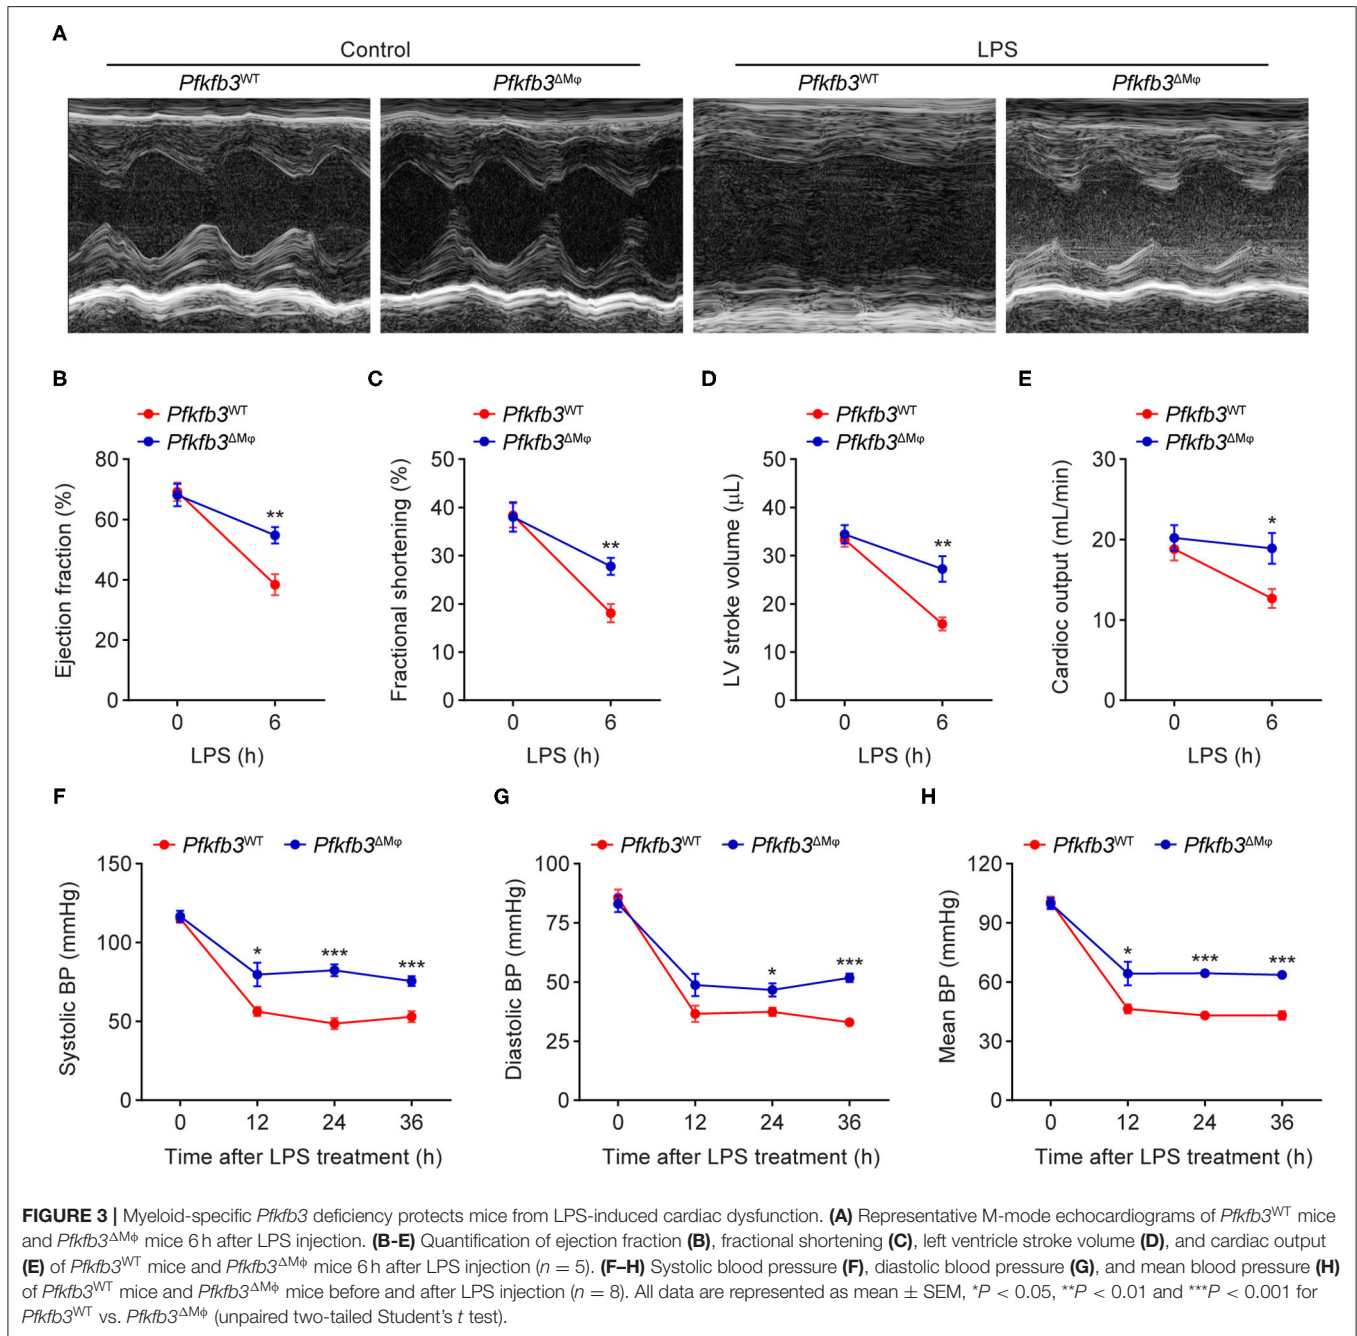 A
Control
LPS
Pfkfb3WT
Pfkfb3ΔMφ
Pfkfb3WT
Pfkfb3ΔMφ
B
Pfkfb3WT
Pfkfb3ΔMφ
Ejection fraction (%)
80
60
40
20
0
0 6
LPS (h)
**
C
Pfkfb3WT
Pfkfb3ΔMφ
Fractional shortening (%)
50
40
30
20
10
0
0 6
LPS (h)
**
D
Pfkfb3WT
Pfkfb3ΔMφ
LV stroke volume (μL)
50
40
30
20
10
0
0 6
LPS (h)
**
E
Pfkfb3WT
Pfkfb3ΔMφ
Cardioc output (mL/min)
30
20
10
0
0 6
LPS (h)
*
F
Pfkfb3WT Pfkfb3ΔMφ
Systolic BP (mmHg)
150
100
50
0
* *** ***
0 12 24 36
Time after LPS treatment (h)
G
Pfkfb3WT Pfkfb3ΔMφ
Diastolic BP (mmHg)
100
75
50
25
0
* ***
0 12 24 36
Time after LPS treatment (h)
H
Pfkfb3WT Pfkfb3ΔMφ
Mean BP (mmHg)
120
90
60
30
0
* *** ***
0 12 24 36
Time after LPS treatment (h)
FIGURE 3 | Myeloid-specific Pfkfb3 deficiency protects mice from LPS-induced cardiac dysfunction. (A) Representative M-mode echocardiograms of Pfkfb3WT mice
and Pfkfb3ΔMϕ mice 6 h after LPS injection. (B-E) Quantification of ejection fraction (B), fractional shortening (C), left ventricle stroke volume (D), and cardiac output
(E) of Pfkfb3WT mice and Pfkfb3ΔMϕ mice 6 h after LPS injection (n = 5). (F–H) Systolic blood pressure (F), diastolic blood pressure (G), and mean blood pressure (H)
of Pfkfb3WT mice and Pfkfb3ΔMϕ mice before and after LPS injection (n = 8). All data are represented as mean ± SEM, *P < 0.05, **P < 0.01 and ***P < 0.001 for
Pfkfb3WT vs. Pfkfb3ΔMϕ (unpaired two-tailed Student's t test).